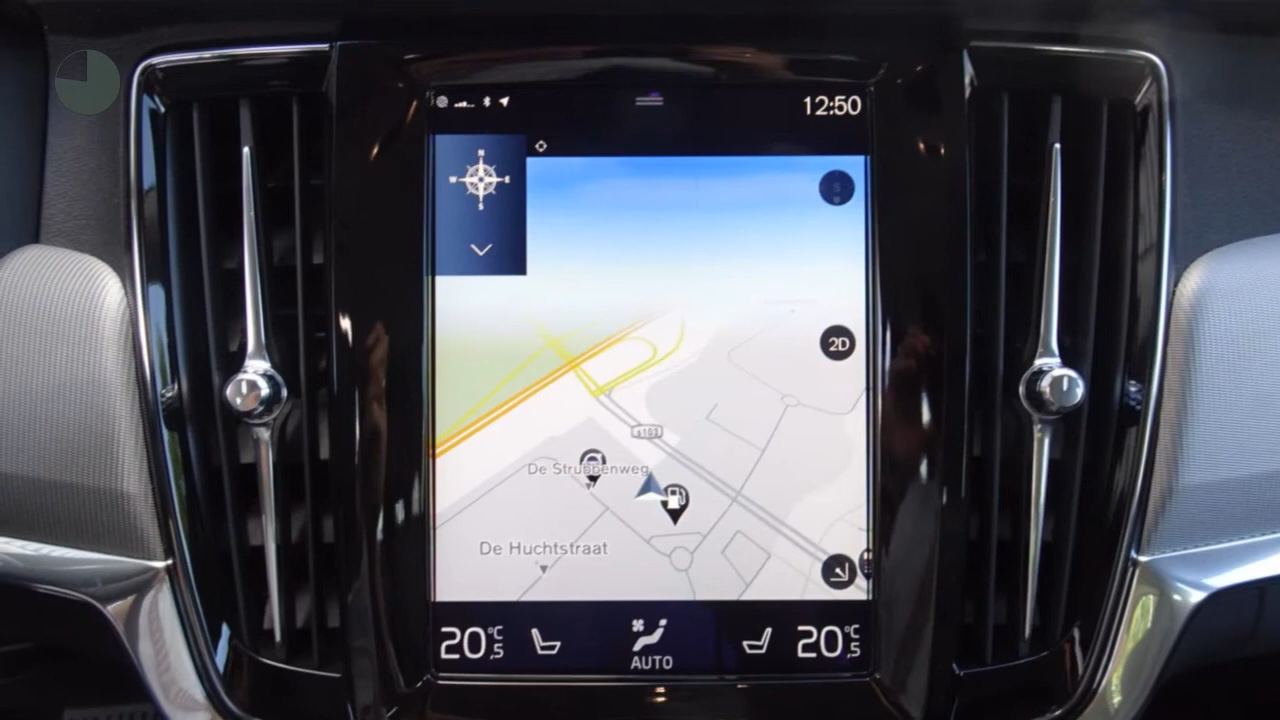 12:50
N
W E
S
S
2D
s103
De Strubbenweg
De Huchtstraat
20,5°C
20,5°C
AUTO